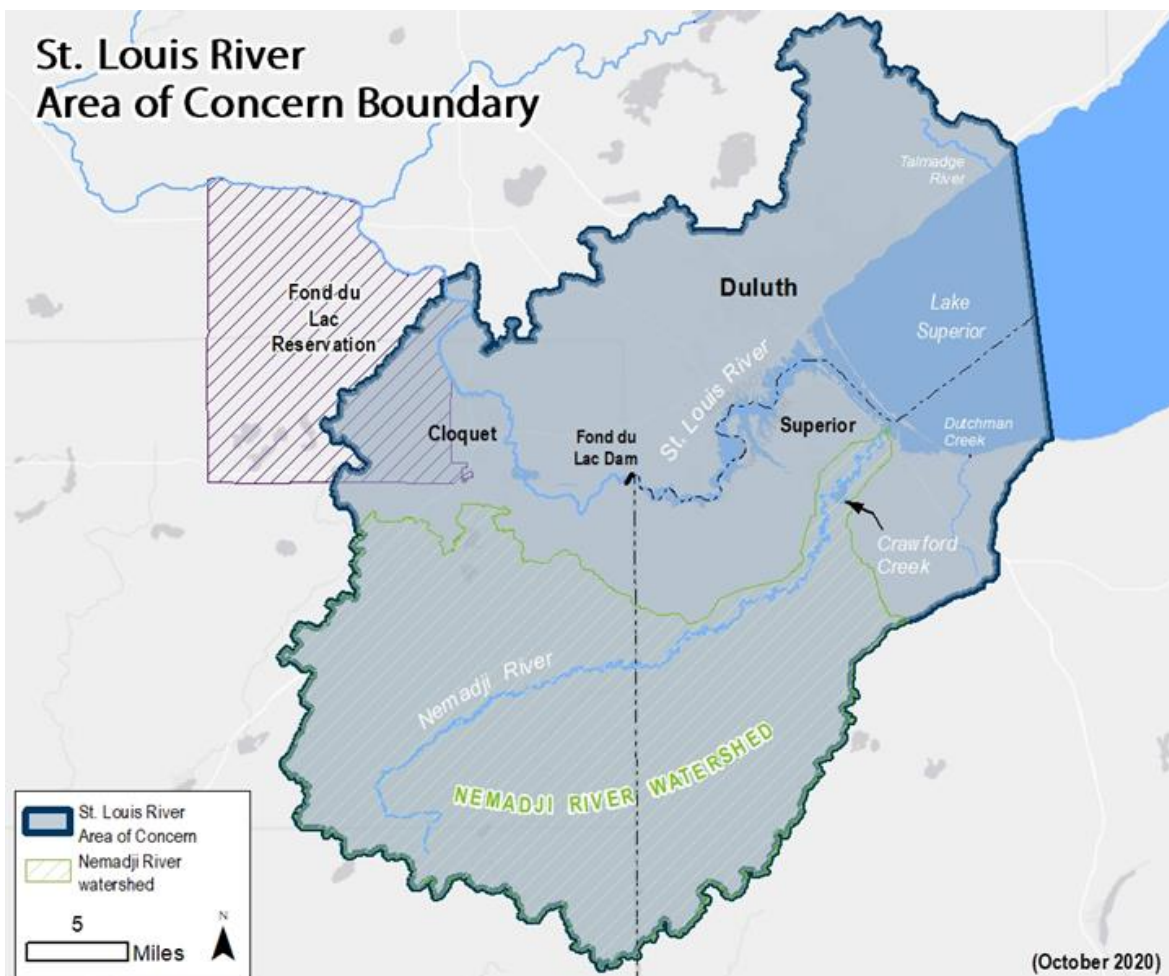 St. Louis River
Area of Concern Boundary
Talmadge
River
Fond du
Lac
Reservation
Duluth
Lake
Superior
St. Louis River
Cloquet
Fond du
Lac Dam
Superior
Dutchman
Creek
Crawford
Creek
Nemadji River
NEMADJI RIVER WATERSHED
St. Louis River
Area of Concern
Nemadji River
watershed
5
Miles
N
(October 2020)